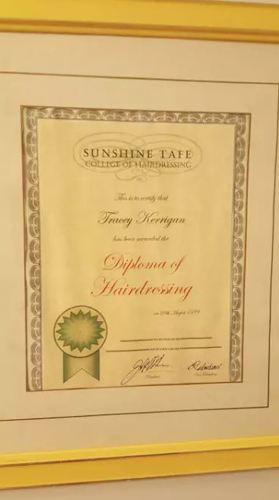 SUNSHINE TAFE
COLLEGE OF HAIRDRESSING
This is to certify that
Tracey Kerrigan
has been awarded the
Diploma of
Hairdressing